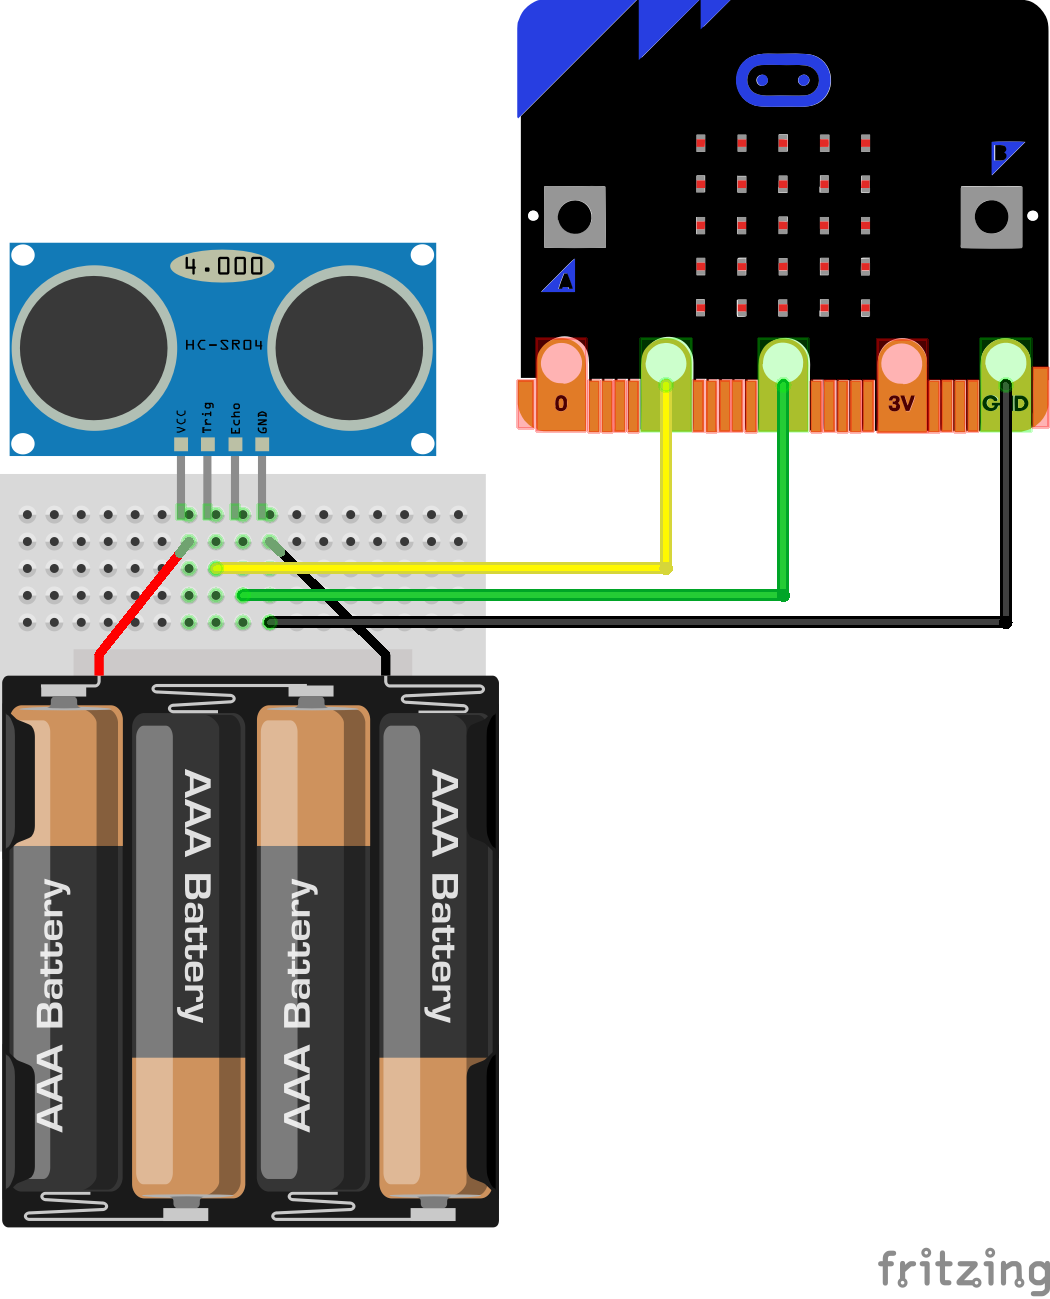 B
A
4.000
HC-SR04
VCC
Trig
Echo
GND
0
3V
GND
AAA Battery
AAA Battery
AAA Battery
AAA Battery
fritzing